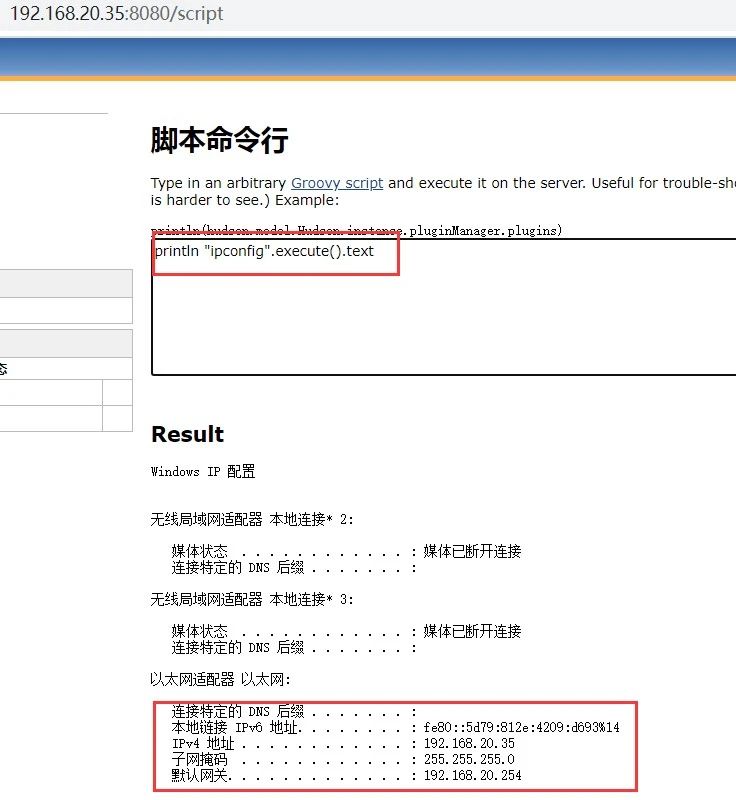 192.168.20.35:8080/script
脚本命令行
Type in an arbitrary Groovy script and execute it on the server. Useful for trouble-sho
is harder to see.) Example:
println(hudson.model.Hudson.instance.pluginManager.plugins)
println "ipconfig".execute().text
态
Result
Windows IP 配置
无线局域网适配器 本地连接* 2:
媒体状态 . . . . . . . . . . . . : 媒体已断开连接
连接特定的 DNS 后缀 . . . . . . . :
无线局域网适配器 本地连接* 3:
媒体状态 . . . . . . . . . . . . : 媒体已断开连接
连接特定的 DNS 后缀 . . . . . . . :
以太网适配器 以太网:
连接特定的 DNS 后缀 . . . . . . . :
本地链接 IPv6 地址. . . . . . . . : fe80::5d79:812e:4209:d693%14
IPv4 地址 . . . . . . . . . . . . : 192.168.20.35
子网掩码 . . . . . . . . . . . . : 255.255.255.0
默认网关. . . . . . . . . . . . . : 192.168.20.254